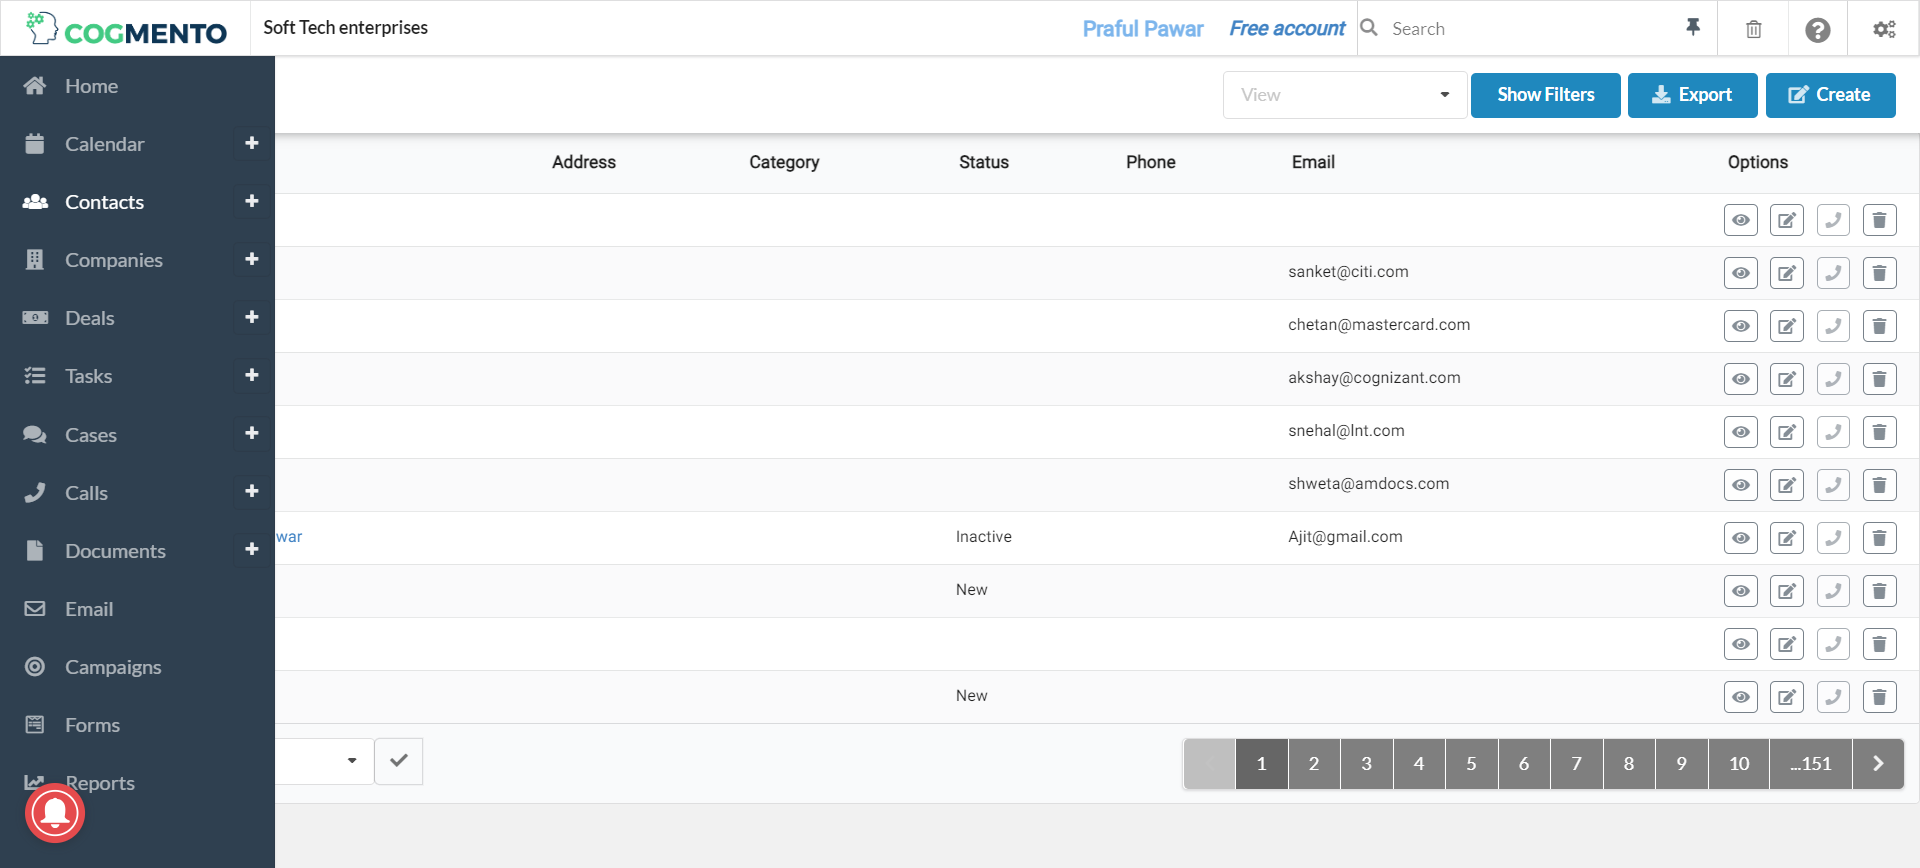 COGMENTO
Soft Tech enterprises
Praful Pawar
Free account
Search
Home
Calendar
Contacts
Companies
Deals
Tasks
Cases
Calls
Documents
Email
Campaigns
Forms
Reports
View
Show Filters
Export
Create
Address Category Status Phone Email Options
sanket@citi.com
chetan@mastercard.com
akshay@cognizant.com
snehal@lnt.com
shweta@amdocs.com
war Inactive Ajit@gmail.com
New
New
1 2 3 4 5 6 7 8 9 10 ...151